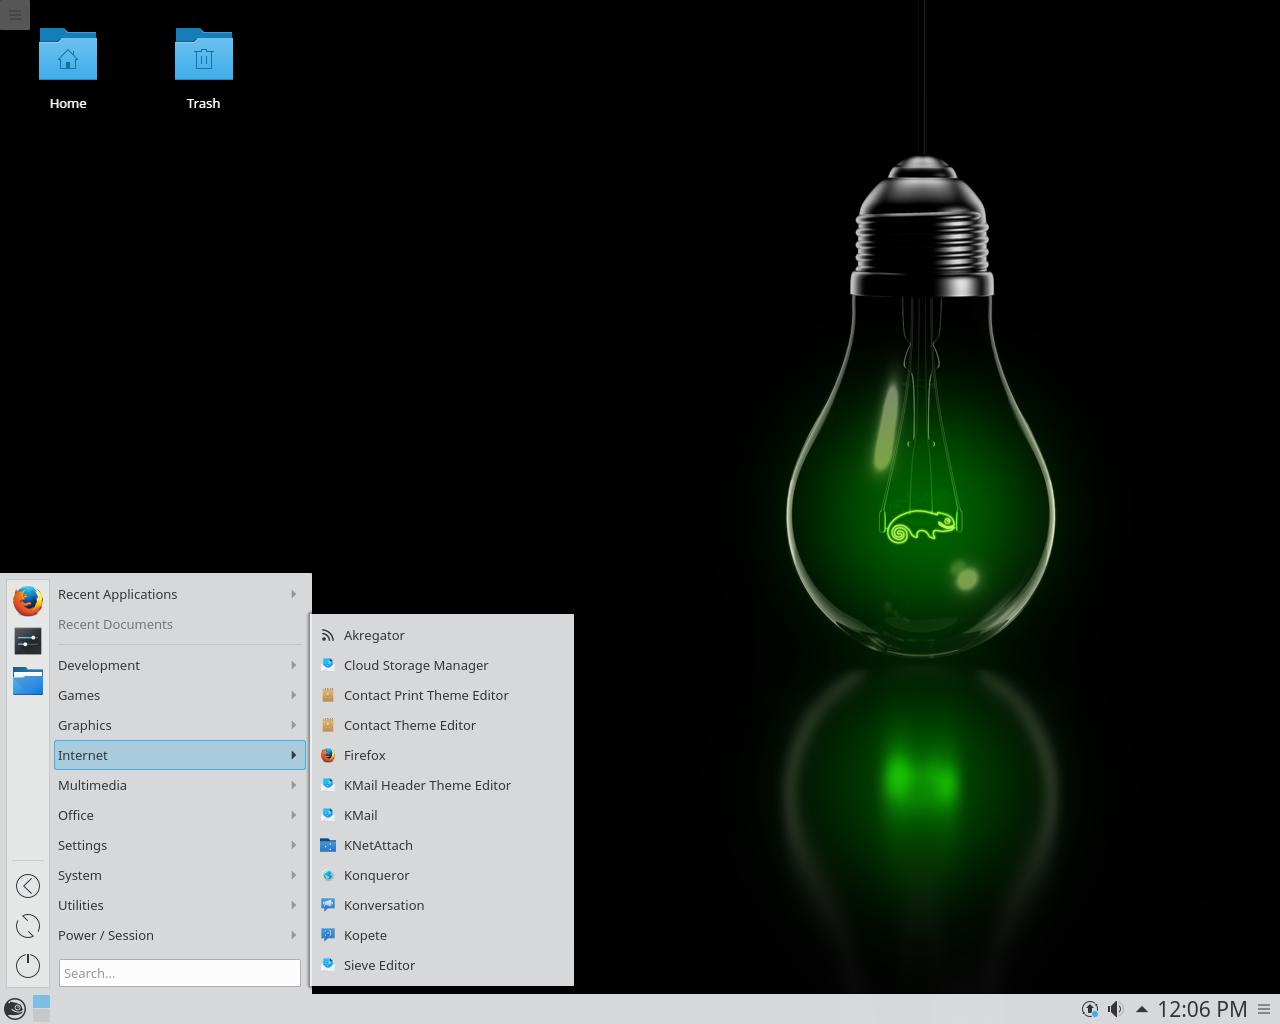 Home
Trash
Recent Applications
Recent Documents
Development
Games
Graphics
Internet
Multimedia
Office
Settings
System
Utilities
Power / Session
Search...
Akregator
Cloud Storage Manager
Contact Print Theme Editor
Contact Theme Editor
Firefox
KMail Header Theme Editor
KMail
KNetAttach
Konqueror
Konversation
Kopete
Sieve Editor
12:06 PM